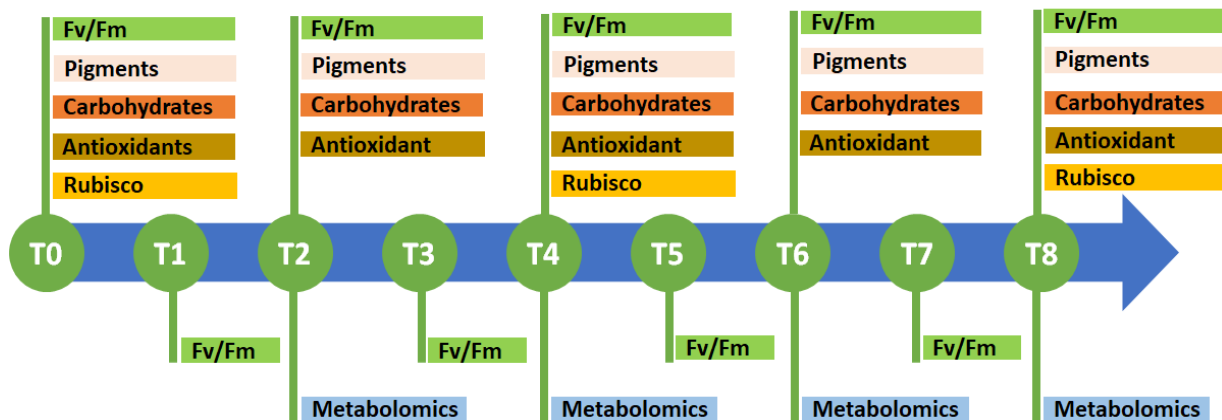 Fv/Fm
Pigments
Carbohydrates
Antioxidants
Rubisco
Fv/Fm
Pigments
Carbohydrates
Antioxidant
Fv/Fm
Pigments
Carbohydrates
Antioxidant
Rubisco
Fv/Fm
Pigments
Carbohydrates
Antioxidant
Fv/Fm
Pigments
Carbohydrates
Antioxidant
Rubisco
T0 T1 T2 T3 T4 T5 T6 T7 T8
Fv/Fm Fv/Fm Fv/Fm Fv/Fm
Metabolomics Metabolomics Metabolomics Metabolomics